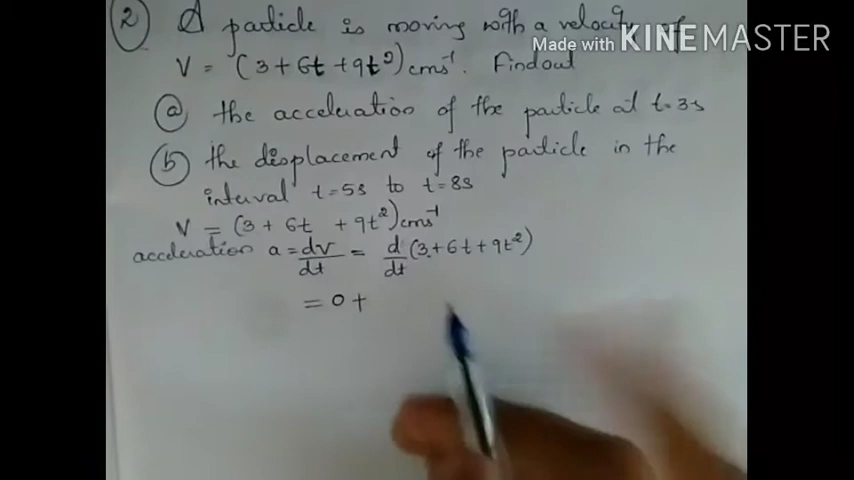 ② A particle is moving with a velocity of
Made with KINEMASTER
V = (3 + 6t + 9t²) cms⁻¹. Find out
ⓐ the acceleration of the particle at t=3s
ⓑ the displacement of the particle in the
interval t=5s to t=8s
V = (3 + 6t + 9t²) cms⁻¹
acceleration a = dv/dt = d/dt (3 + 6t + 9t²)
= 0 +